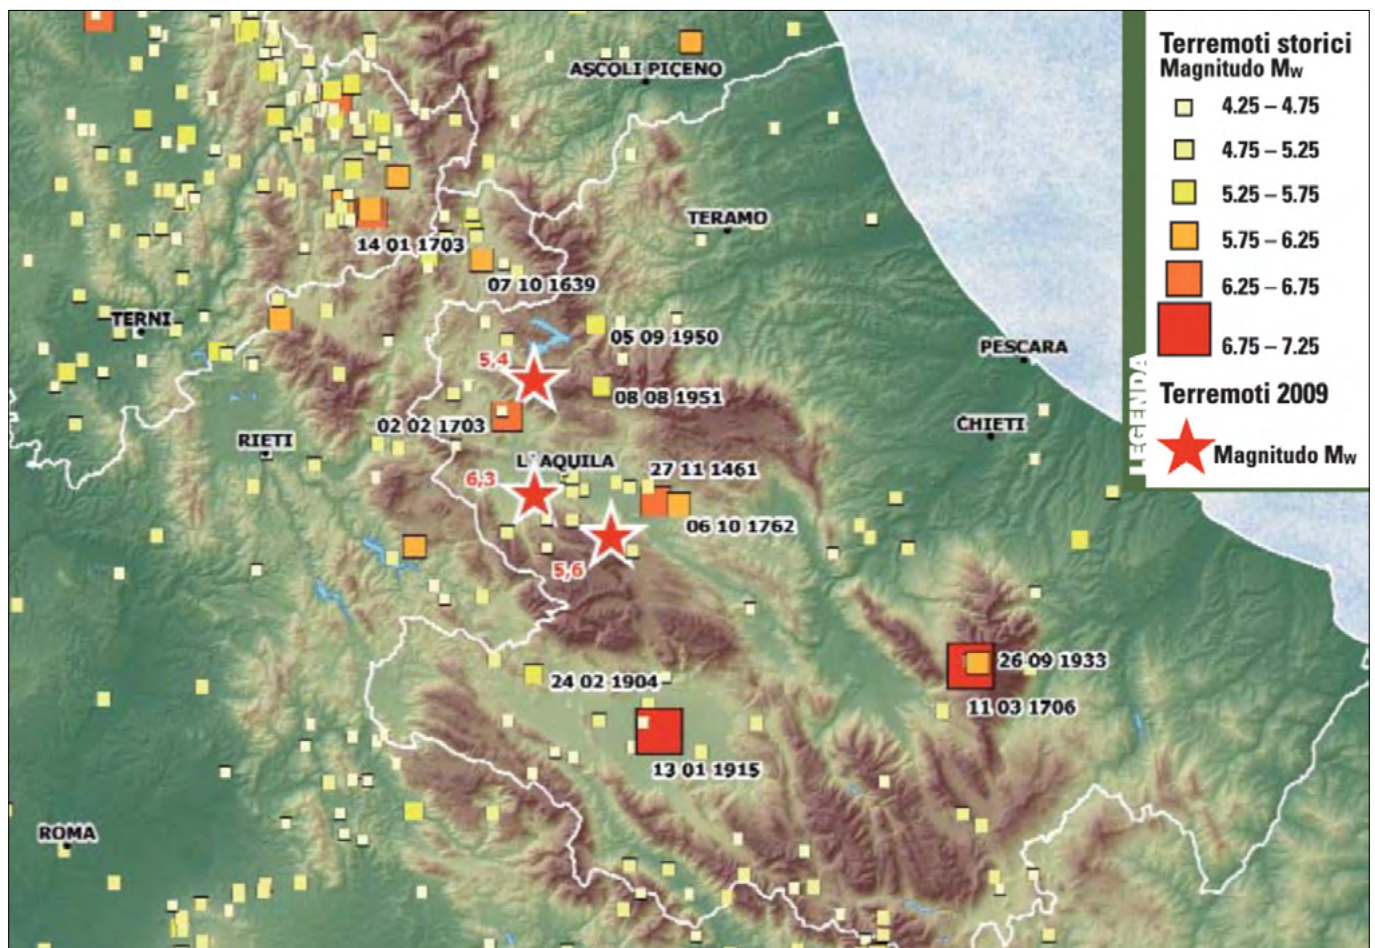 Terremoti storici
Magnitudo Mw
4.25 – 4.75
4.75 – 5.25
5.25 – 5.75
5.75 – 6.25
6.25 – 6.75
6.75 – 7.25
Terremoti 2009
Magnitudo Mw
LEGENDA
ASCOLI PICENO
TERAMO
14 01 1703
07 10 1639
TERNI
05 09 1950
PESCARA
5,4
08 08 1951
02 02 1703
CHIETI
RIETI
L'AQUILA
27 11 1461
6,3
06 10 1762
5,6
26 09 1933
24 02 1904
11 03 1706
13 01 1915
ROMA